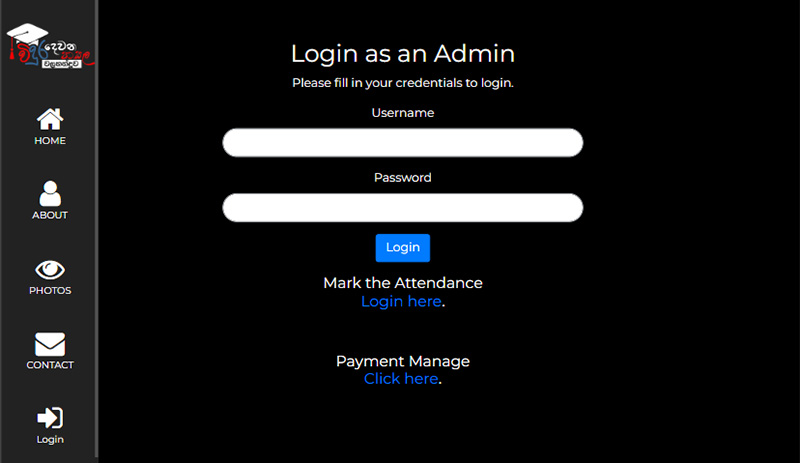 දෙවන
HOME
ABOUT
PHOTOS
CONTACT
Login
Login as an Admin
Please fill in your credentials to login.
Username
Password
Login
Mark the Attendance
Login here.
Payment Manage
Click here.